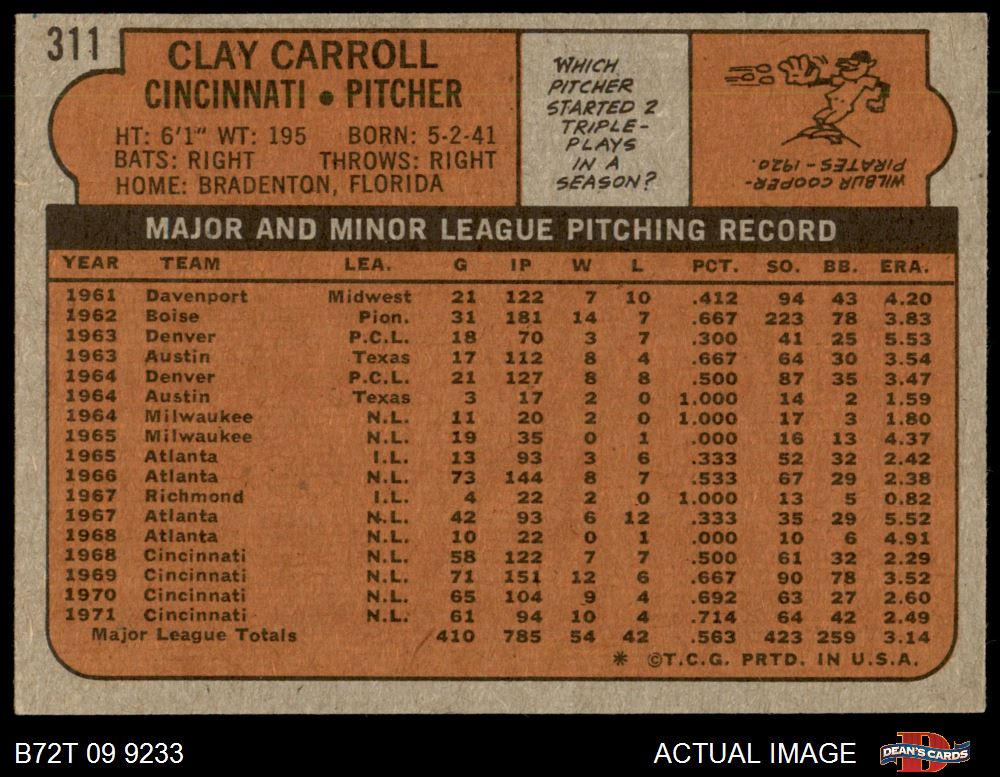 311
CLAY CARROLL
CINCINNATI • PITCHER
HT: 6'1" WT: 195 BORN: 5-2-41
BATS: RIGHT THROWS: RIGHT
HOME: BRADENTON, FLORIDA
WHICH
PITCHER
STARTED 2
TRIPLE-
PLAYS
IN A
SEASON?
WILBUR COOPER-
PIRATES-1920.
MAJOR AND MINOR LEAGUE PITCHING RECORD
YEAR TEAM LEA. G IP W L PCT. SO. BB. ERA.
1961 Davenport Midwest 21 122 7 10 .412 94 43 4.20
1962 Boise Pion. 31 181 14 7 .667 223 78 3.83
1963 Denver P.C.L. 18 70 3 7 .300 41 25 5.53
1963 Austin Texas 17 112 8 4 .667 64 30 3.54
1964 Denver P.C.L. 21 127 8 8 .500 87 35 3.47
1964 Austin Texas 3 17 2 0 1.000 14 2 1.59
1964 Milwaukee N.L. 11 20 2 0 1.000 17 3 1.80
1965 Milwaukee N.L. 19 35 0 1 .000 16 13 4.37
1965 Atlanta I.L. 13 93 3 6 .333 52 32 2.42
1966 Atlanta N.L. 73 144 8 7 .533 67 29 2.38
1967 Richmond I.L. 4 22 2 0 1.000 13 5 0.82
1967 Atlanta N.L. 42 93 6 12 .333 35 29 5.52
1968 Atlanta N.L. 10 22 0 1 .000 10 6 4.91
1968 Cincinnati N.L. 58 122 7 7 .500 61 32 2.29
1969 Cincinnati N.L. 71 151 12 6 .667 90 78 3.52
1970 Cincinnati N.L. 65 104 9 4 .692 63 27 2.60
1971 Cincinnati N.L. 61 94 10 4 .714 64 42 2.49
Major League Totals 410 785 54 42 .563 423 259 3.14
* ©T.C.G. PRTD. IN U.S.A.
B72T 09 9233
ACTUAL IMAGE
DEAN'S CARDS